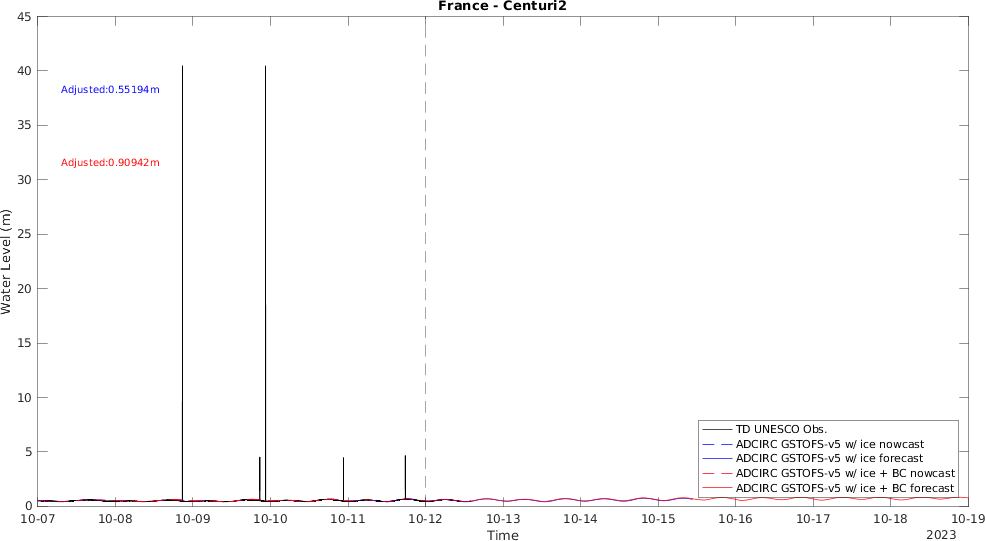 France - Centuri2
45
40
35
30
25
20
15
10
5
0
Water Level (m)
Adjusted:0.55194m
Adjusted:0.90942m
TD UNESCO Obs.
ADCIRC GSTOFS-v5 w/ ice nowcast
ADCIRC GSTOFS-v5 w/ ice forecast
ADCIRC GSTOFS-v5 w/ ice + BC nowcast
ADCIRC GSTOFS-v5 w/ ice + BC forecast
10-07 10-08 10-09 10-10 10-11 10-12 10-13 10-14 10-15 10-16 10-17 10-18 10-19
Time
2023